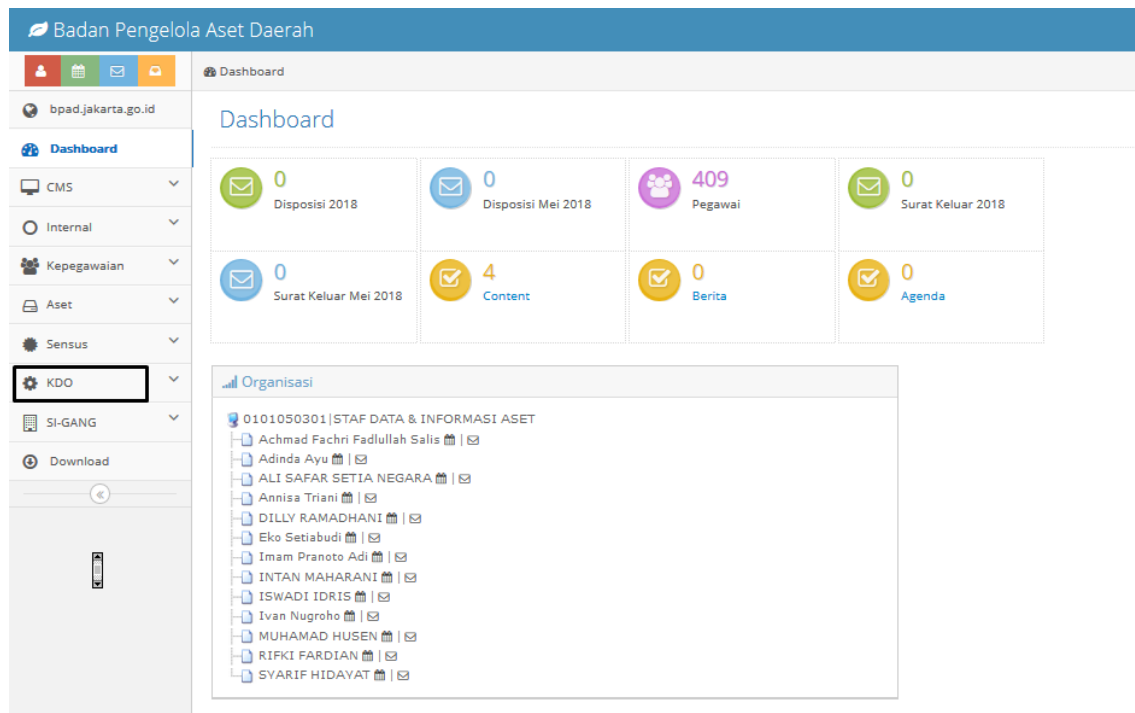 Badan Pengelola Aset Daerah
Dashboard
bpad.jakarta.go.id
Dashboard
CMS
Internal
Kepegawaian
Aset
Sensus
KDO
SI-GANG
Download
Dashboard
0
Disposisi 2018
0
Disposisi Mei 2018
409
Pegawai
0
Surat Keluar 2018
0
Surat Keluar Mei 2018
4
Content
0
Berita
0
Agenda
Organisasi
0101050301|STAF DATA & INFORMASI ASET
Achmad Fachri Fadlullah Salis |
Adinda Ayu |
ALI SAFAR SETIA NEGARA |
Annisa Triani |
DILLY RAMADHANI |
Eko Setiabudi |
Imam Pranoto Adi |
INTAN MAHARANI |
ISWADI IDRIS |
Ivan Nugroho |
MUHAMAD HUSEN |
RIFKI FARDIAN |
SYARIF HIDAYAT |